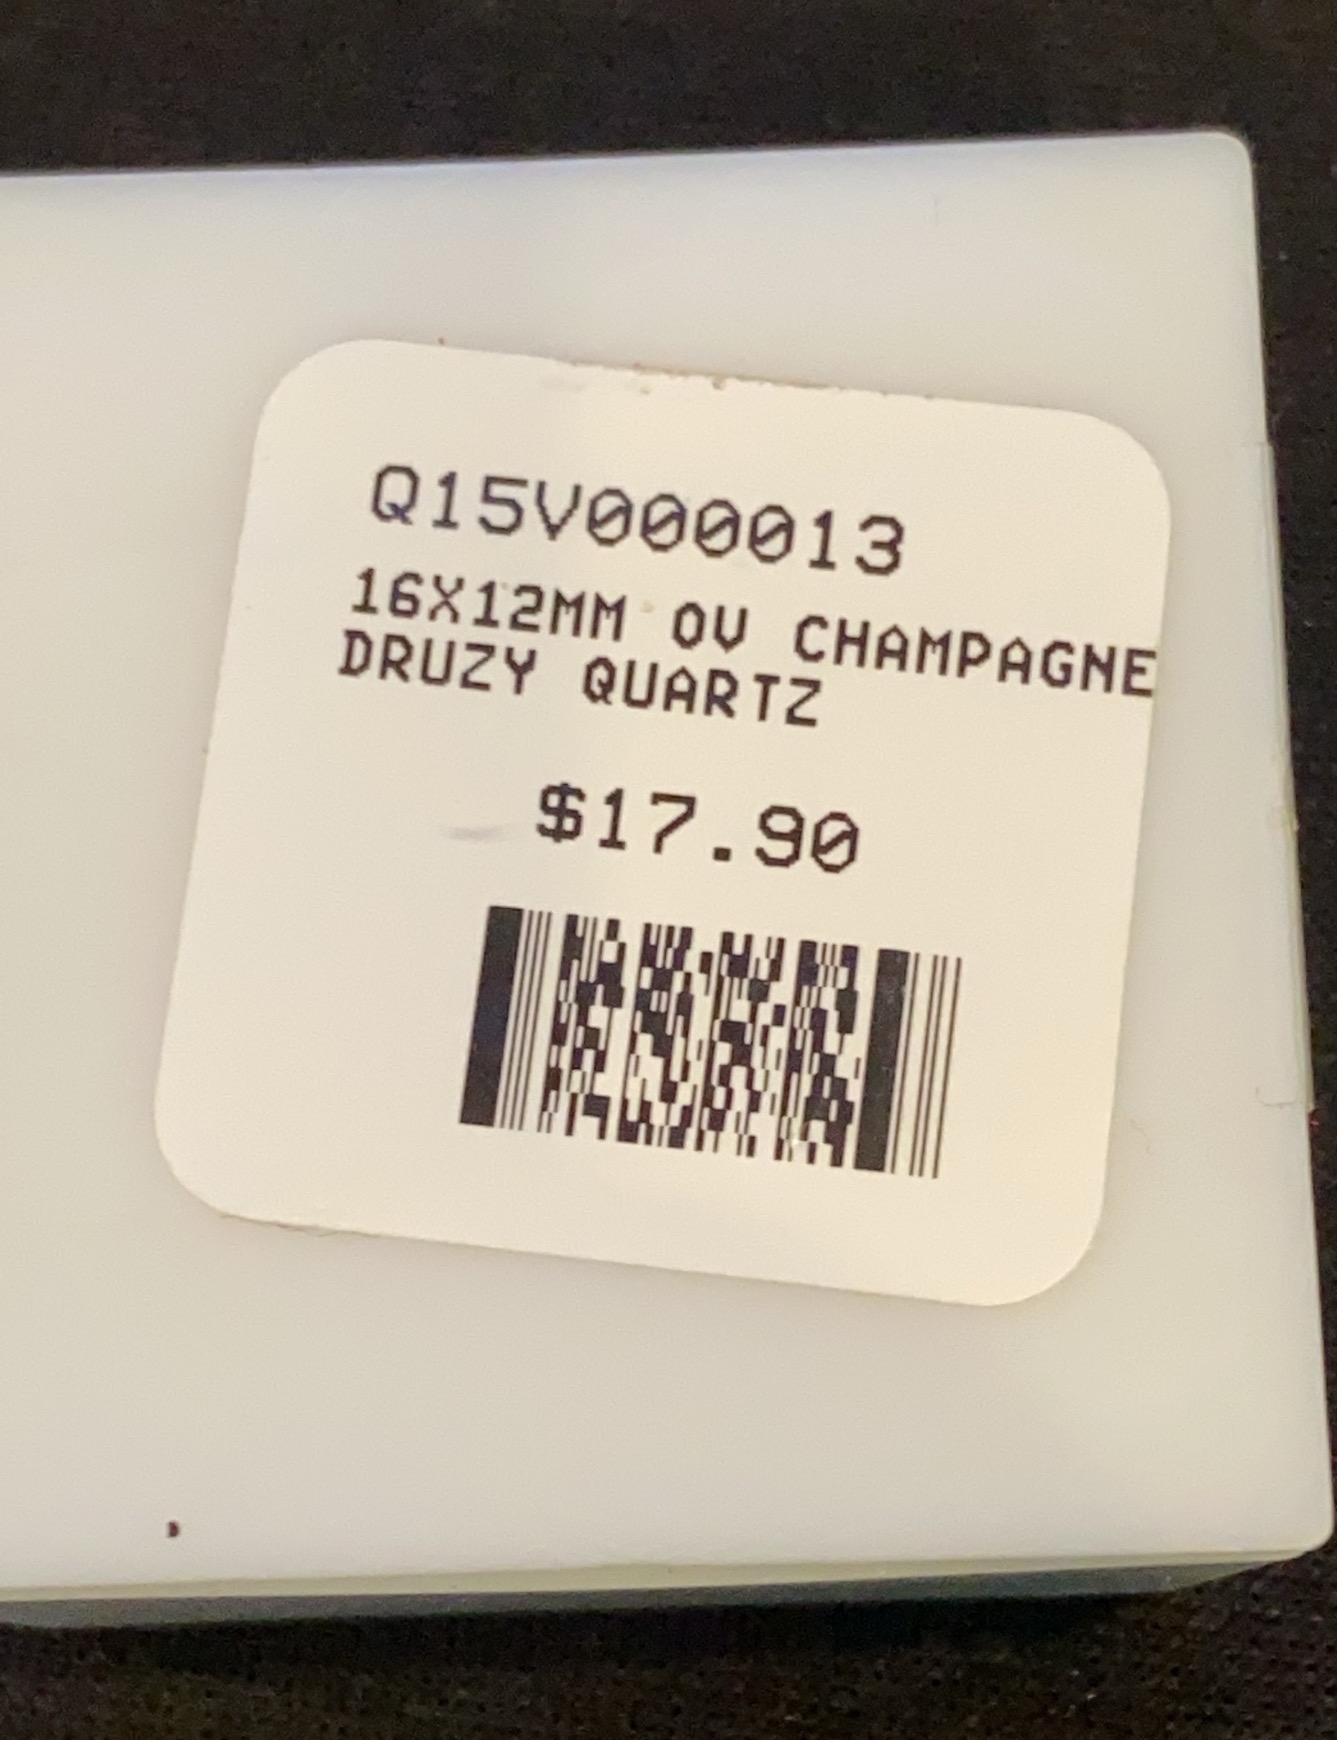 Q15V000013
16X12MM OV CHAMPAGNE
DRUZY QUARTZ
$17.90